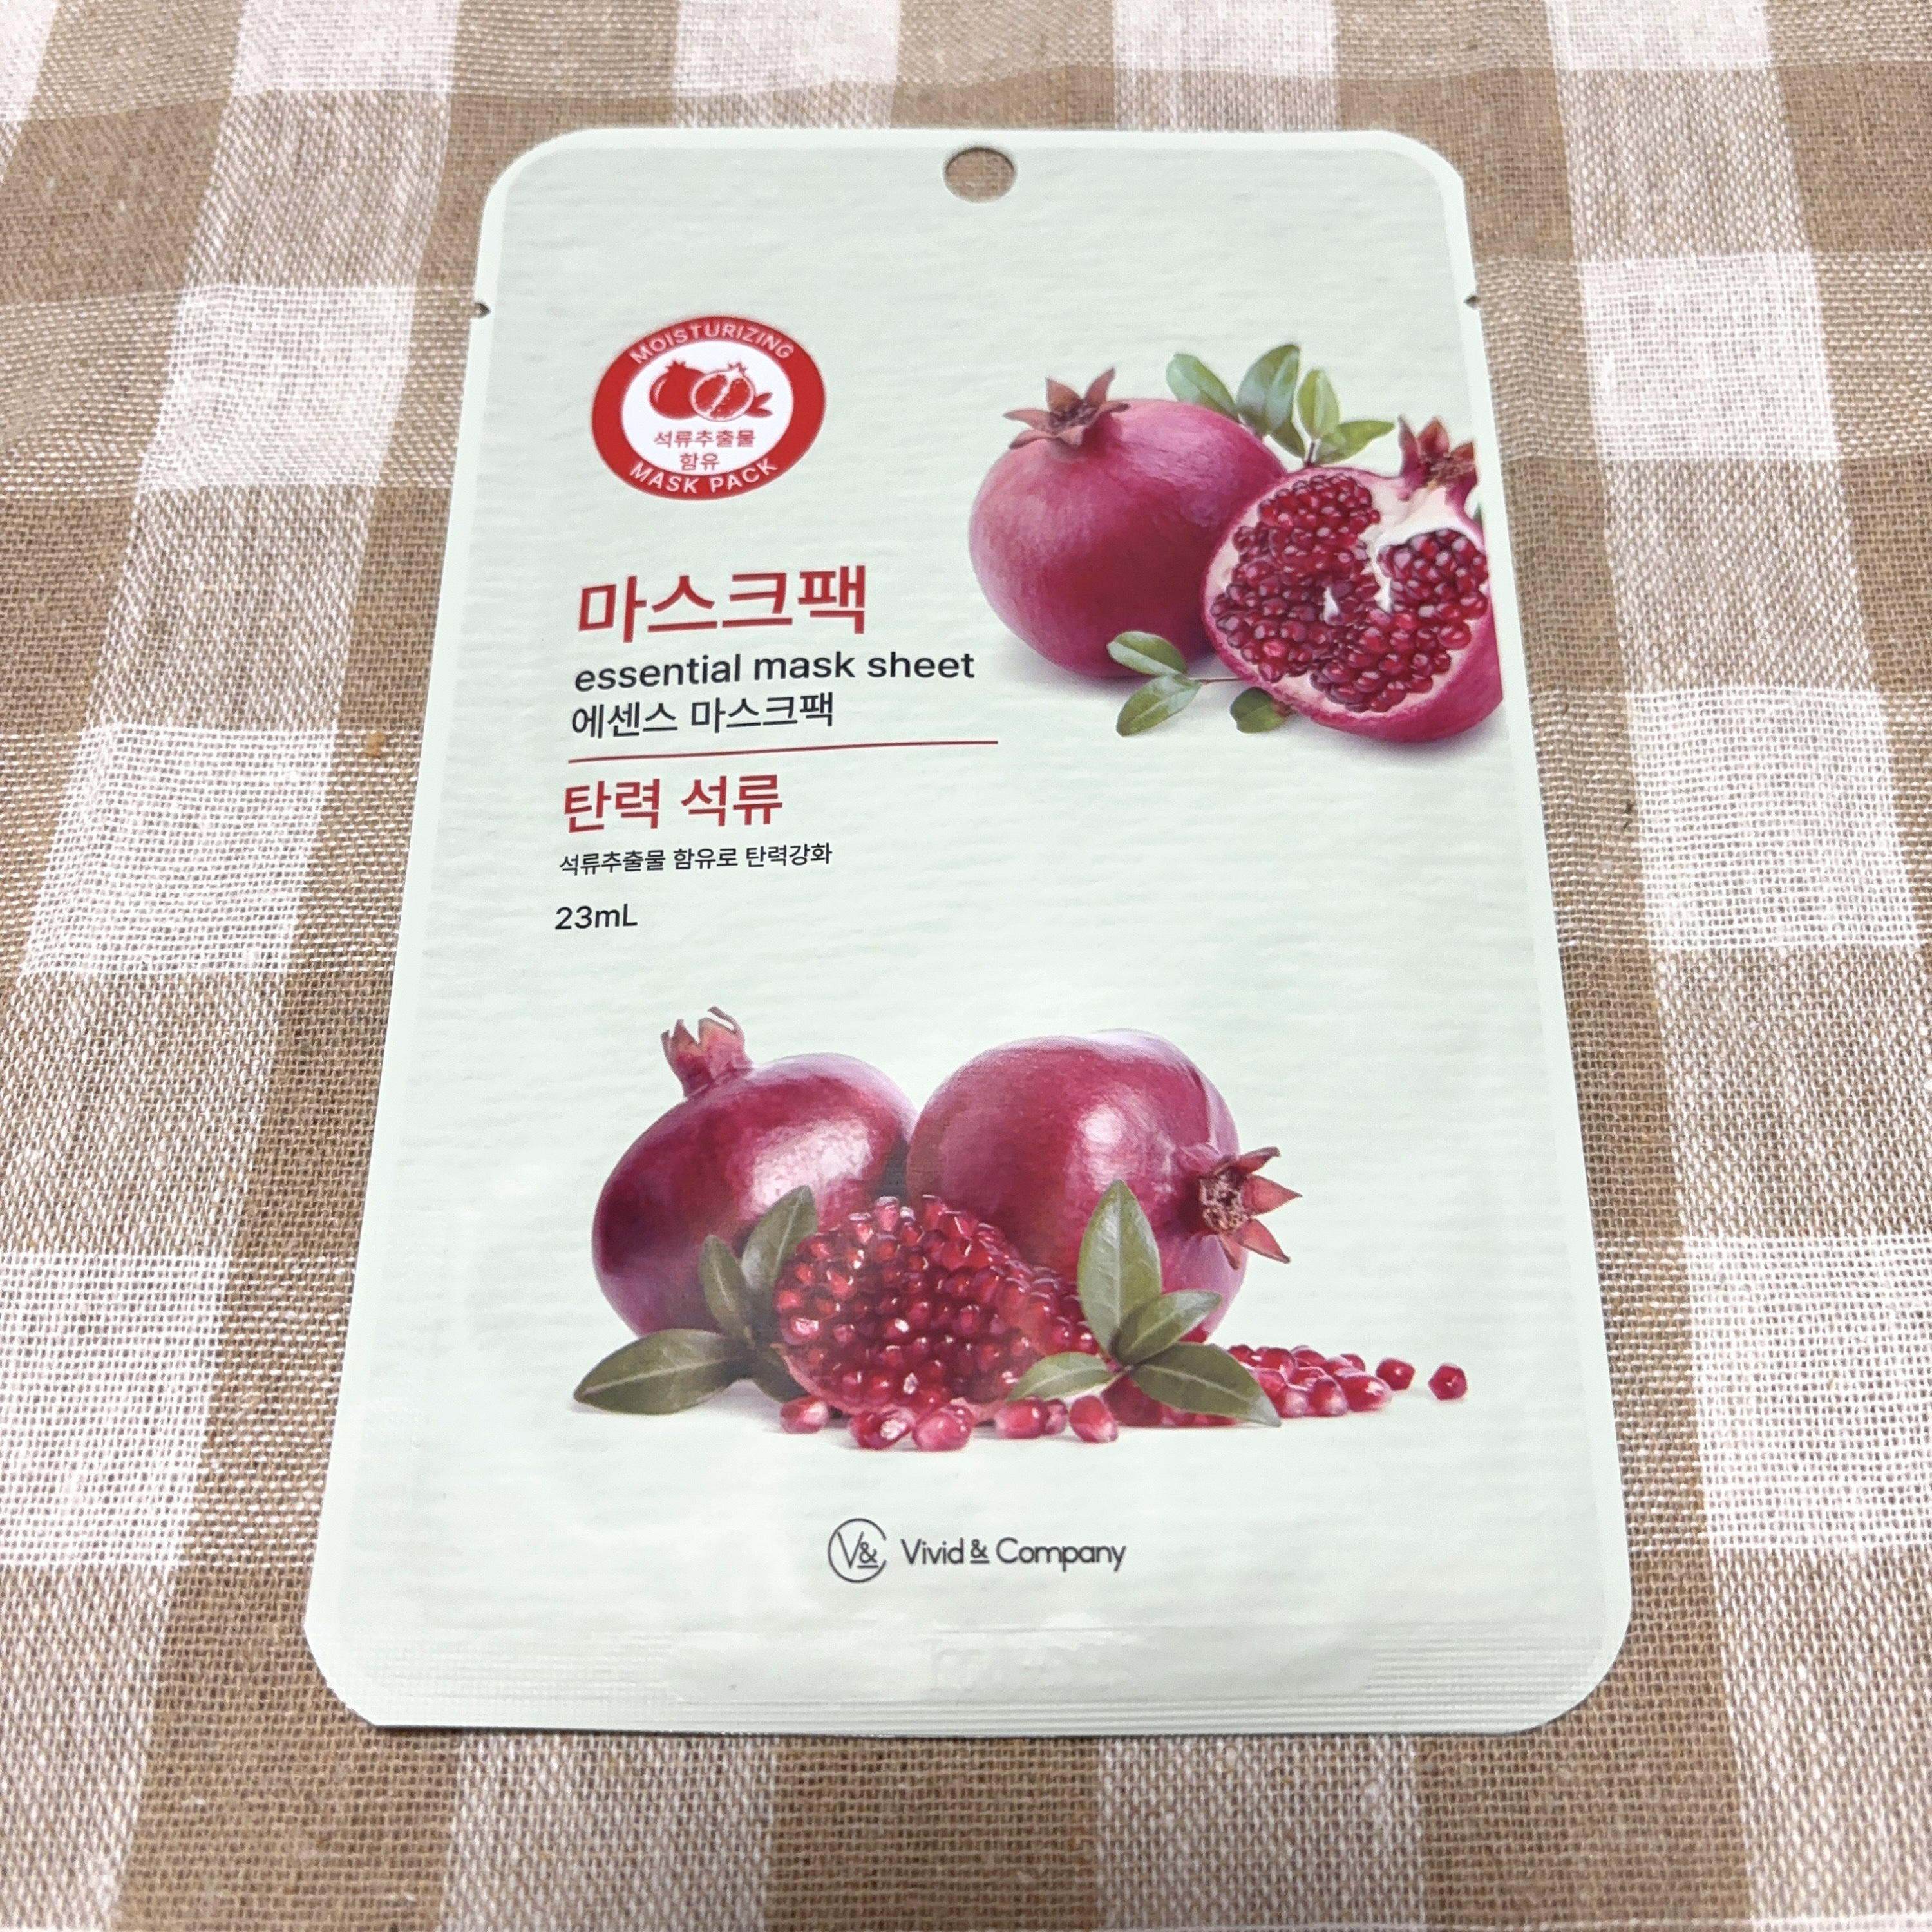 MOISTURIZING
석류추출물
함유
MASK PACK
마스크팩
essential mask sheet
에센스 마스크팩
탄력 석류
석류추출물 함유로 탄력강화
23mL
V& Vivid & Company